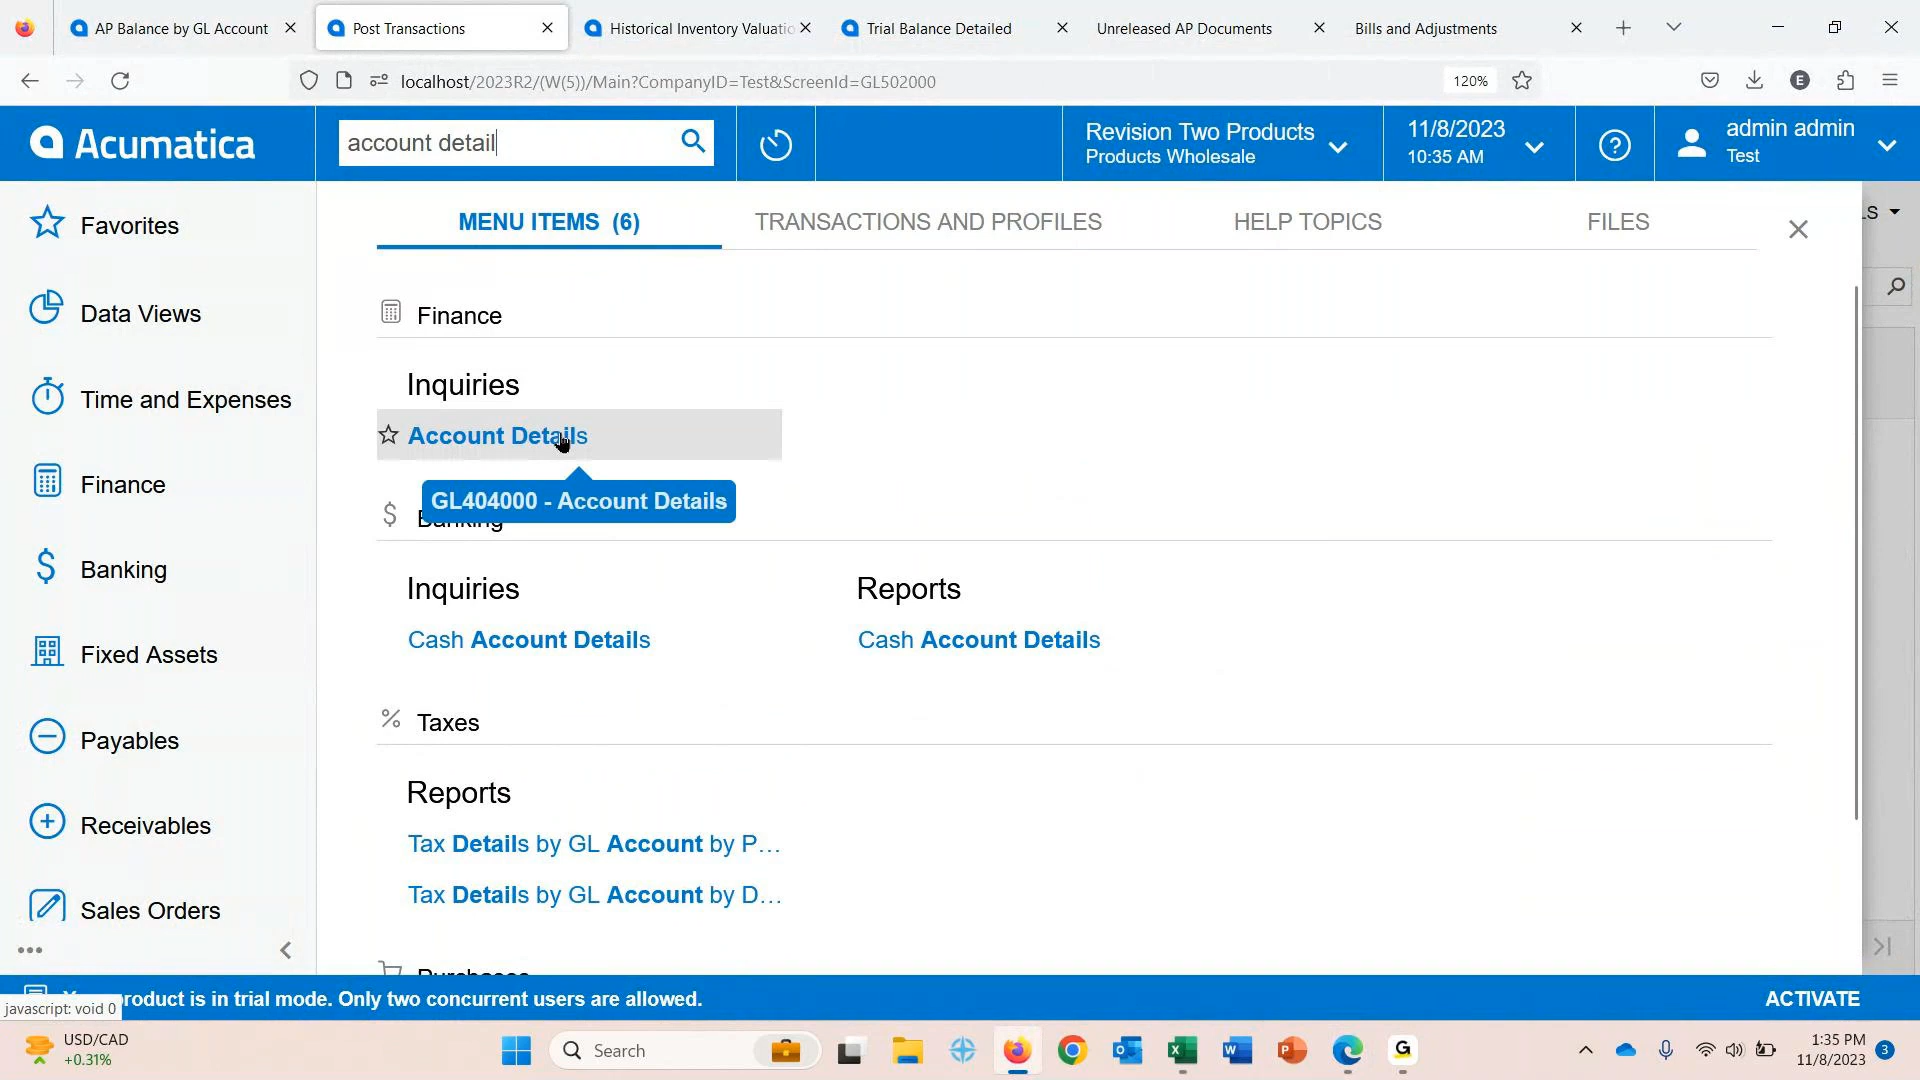 AP Balance by GL Account
Post Transactions
Historical Inventory Valuatio
Trial Balance Detailed
Unreleased AP Documents
Bills and Adjustments
localhost/2023R2/(W(5))/Main?CompanyID=Test&ScreenId=GL502000
120%
E
Acumatica
account detail
Revision Two Products
Products Wholesale
11/8/2023
10:35 AM
admin admin
Test
Favorites
Data Views
Time and Expenses
Finance
Banking
Fixed Assets
Payables
Receivables
Sales Orders
MENU ITEMS (6)
TRANSACTIONS AND PROFILES
HELP TOPICS
FILES
LS
Finance
Inquiries
Account Details
GL404000 - Account Details
Banking
Inquiries
Cash Account Details
Reports
Cash Account Details
Taxes
Reports
Tax Details by GL Account by P...
Tax Details by GL Account by D...
Purchases
product is in trial mode. Only two concurrent users are allowed.
ACTIVATE
javascript: void 0
USD/CAD
+0.31%
Search
1:35 PM
11/8/2023
3